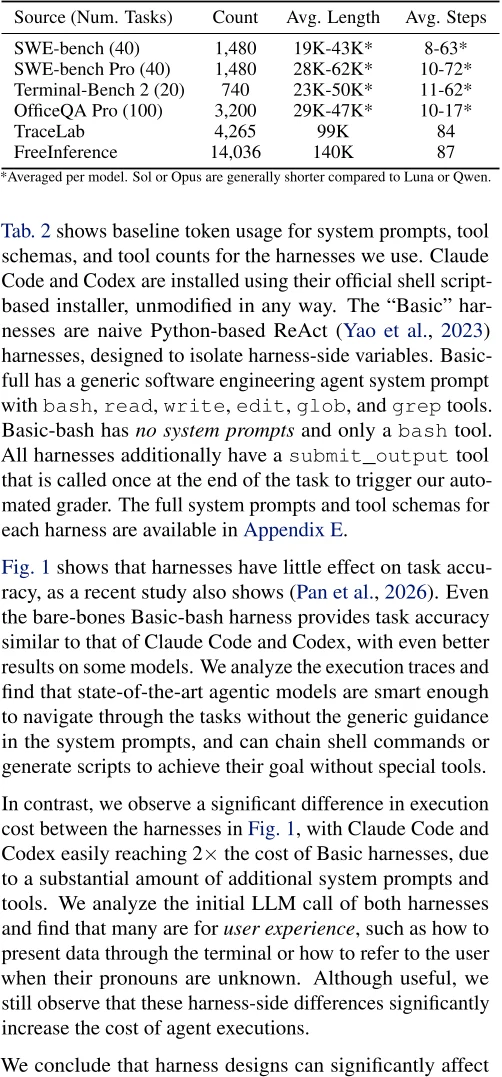 Source (Num. Tasks) Count Avg. Length Avg. Steps
SWE-bench (40) 1,480 19K-43K* 8-63*
SWE-bench Pro (40) 1,480 28K-62K* 10-72*
Terminal-Bench 2 (20) 740 23K-50K* 11-62*
OfficeQA Pro (100) 3,200 29K-47K* 10-17*
TraceLab 4,265 99K 84
FreeInference 14,036 140K 87
*Averaged per model. Sol or Opus are generally shorter compared to Luna or Qwen.
Tab. 2 shows baseline token usage for system prompts, tool
schemas, and tool counts for the harnesses we use. Claude
Code and Codex are installed using their official shell script-
based installer, unmodified in any way. The “Basic” har-
nesses are naive Python-based ReAct (Yao et al., 2023)
harnesses, designed to isolate harness-side variables. Basic-
full has a generic software engineering agent system prompt
with bash, read, write, edit, glob, and grep tools.
Basic-bash has no system prompts and only a bash tool.
All harnesses additionally have a submit_output tool
that is called once at the end of the task to trigger our auto-
mated grader. The full system prompts and tool schemas for
each harness are available in Appendix E.
Fig. 1 shows that harnesses have little effect on task accu-
racy, as a recent study also shows (Pan et al., 2026). Even
the bare-bones Basic-bash harness provides task accuracy
similar to that of Claude Code and Codex, with even better
results on some models. We analyze the execution traces and
find that state-of-the-art agentic models are smart enough
to navigate through the tasks without the generic guidance
in the system prompts, and can chain shell commands or
generate scripts to achieve their goal without special tools.
In contrast, we observe a significant difference in execution
cost between the harnesses in Fig. 1, with Claude Code and
Codex easily reaching 2× the cost of Basic harnesses, due
to a substantial amount of additional system prompts and
tools. We analyze the initial LLM call of both harnesses
and find that many are for user experience, such as how to
present data through the terminal or how to refer to the user
when their pronouns are unknown. Although useful, we
still observe that these harness-side differences significantly
increase the cost of agent executions.
We conclude that harness designs can significantly affect